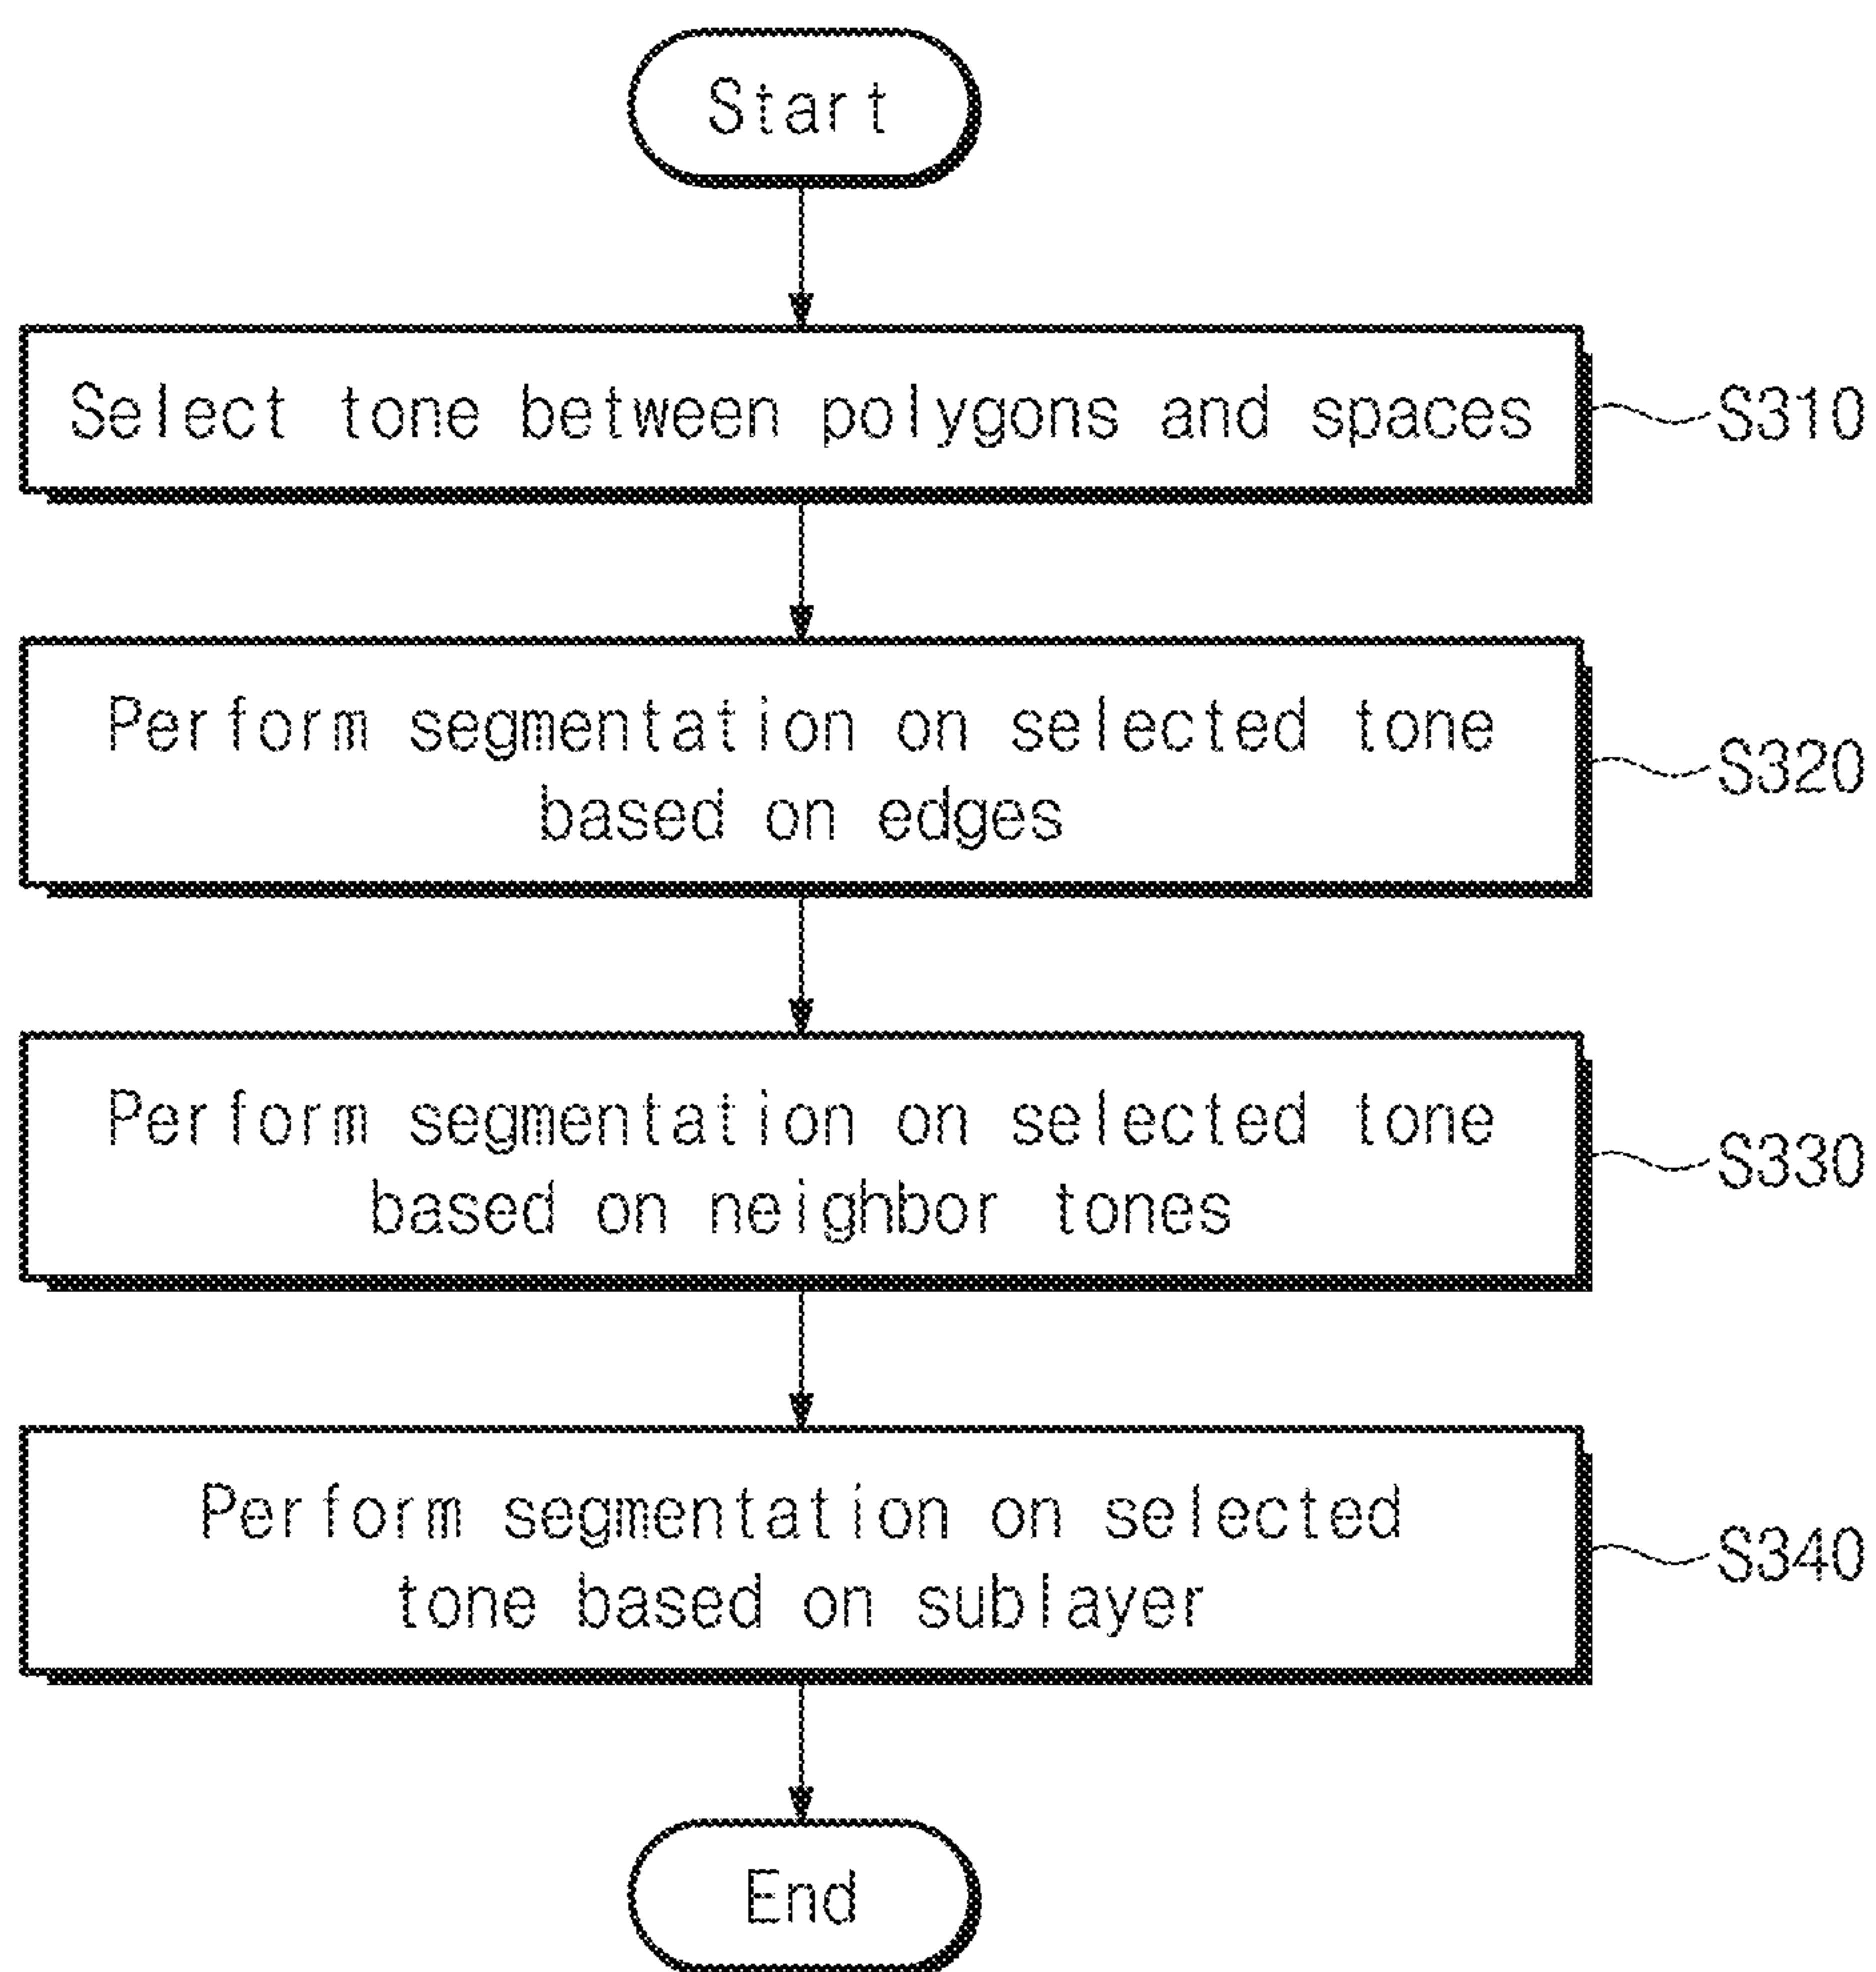 Start
Select tone between polygons and spaces
S310
Perform segmentation on selected tone
based on edges
S320
Perform segmentation on selected tone
based on neighbor tones
S330
Perform segmentation on selected
tone based on sublayer
S340
End